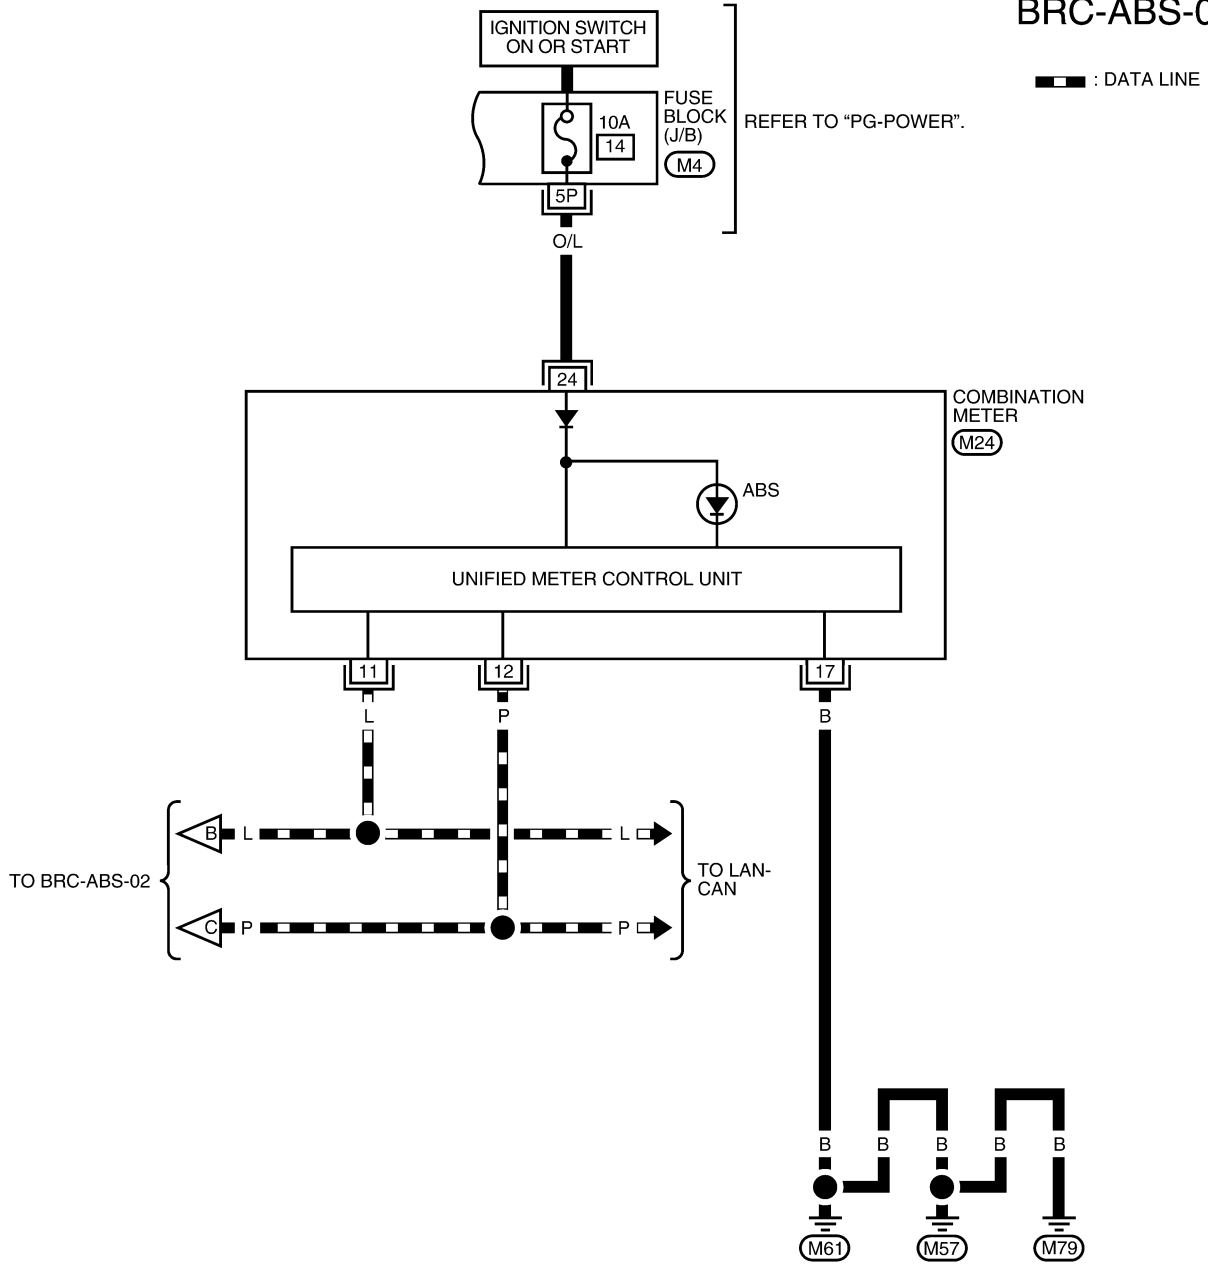 BRC-ABS-0
: DATA LINE
IGNITION SWITCH
ON OR START
FUSE
BLOCK
(J/B)
M4
10A
14
REFER TO “PG-POWER”.
5P
O/L
24
COMBINATION
METER
M24
ABS
UNIFIED METER CONTROL UNIT
11
12
17
L
P
B
B
L
L
TO BRC-ABS-02
TO LAN-
CAN
C
P
P
B
B
B
B
B
M61
M57
M79